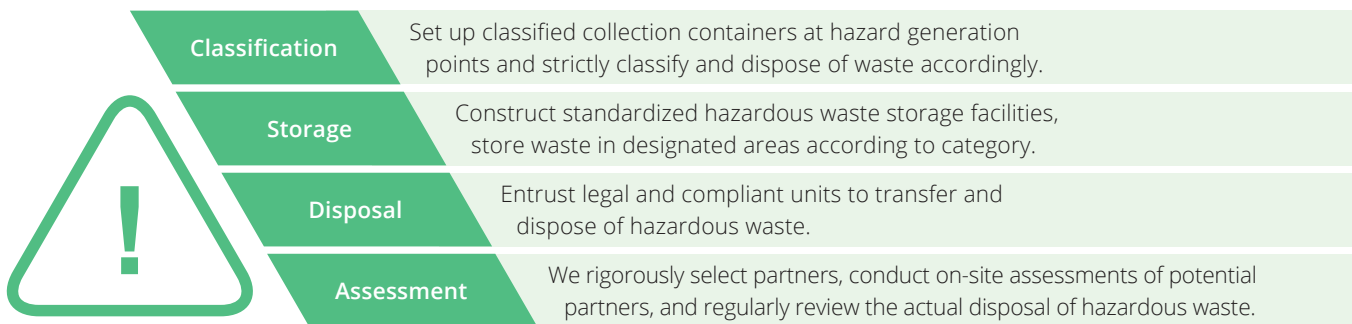 Classification
Set up classified collection containers at hazard generation
points and strictly classify and dispose of waste accordingly.
Storage
Construct standardized hazardous waste storage facilities,
store waste in designated areas according to category.
!
Disposal
Entrust legal and compliant units to transfer and
dispose of hazardous waste.
Assessment
We rigorously select partners, conduct on-site assessments of potential
partners, and regularly review the actual disposal of hazardous waste.